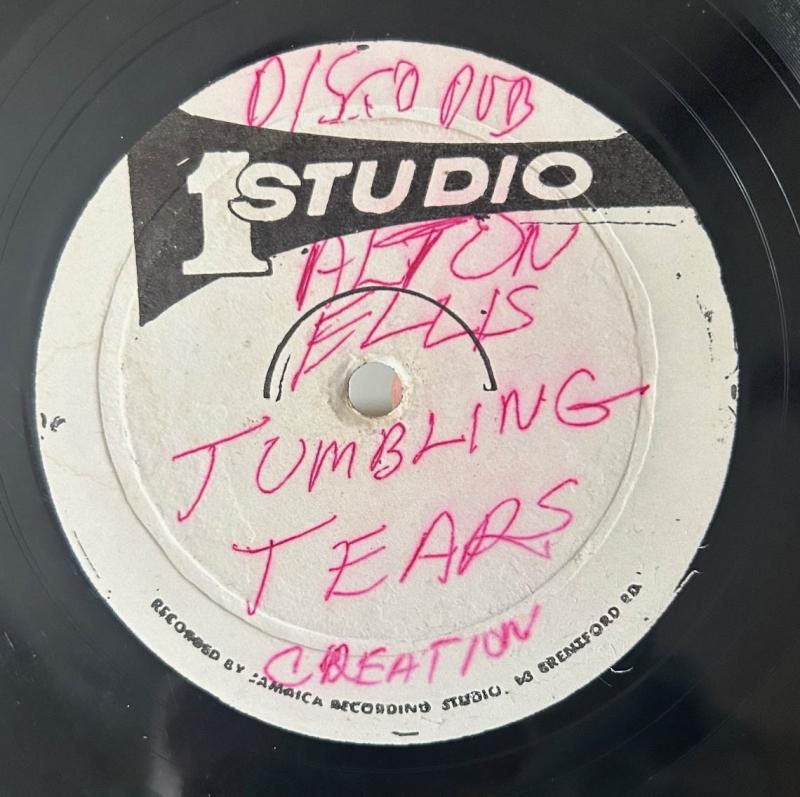 DISCO DUB
1 STUDIO
ALTON
ELLIS
TUMBLING
TEARS
CREATION
RECORDED BY JAMAICA RECORDING STUDIO, 13 BRENTFORD RD.